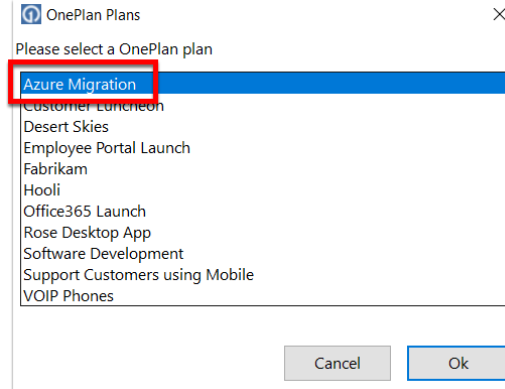 OnePlan Plans
Please select a OnePlan plan
Azure Migration
Customer Luncheon
Desert Skies
Employee Portal Launch
Fabrikam
Hooli
Office365 Launch
Rose Desktop App
Software Development
Support Customers using Mobile
VOIP Phones
Cancel Ok